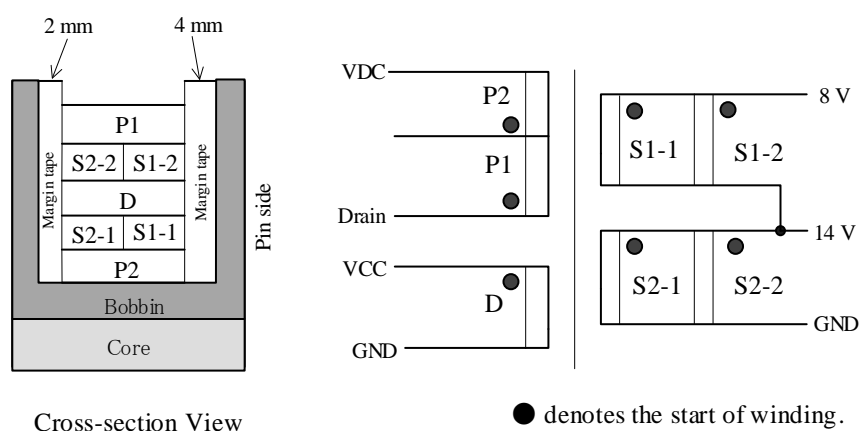 2 mm
4 mm
P1
S2-2
S1-2
D
S2-1
S1-1
P2
Margin tape
Margin tape
Pin side
Bobbin
Core
Cross-section View
VDC
P2
P1
Drain
VCC
D
GND
8 V
S1-1
S1-2
14 V
S2-1
S2-2
GND
denotes the start of winding.